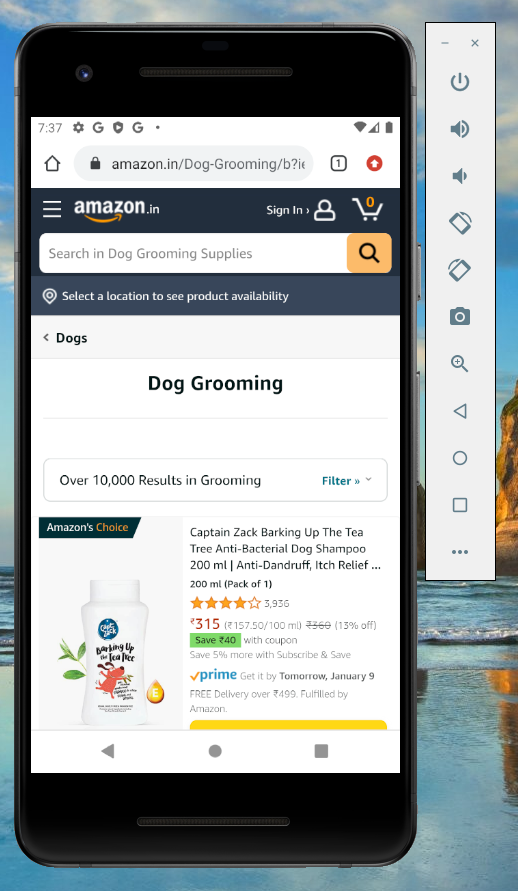 7:37
amazon.in/Dog-Grooming/b?ie
1
amazon.in
Sign In ›
0
Search in Dog Grooming Supplies
Select a location to see product availability
‹ Dogs
Dog Grooming
Over 10,000 Results in Grooming
Filter »
Amazon's Choice
Captain Zack Barking Up The Tea
Tree Anti-Bacterial Dog Shampoo
200 ml | Anti-Dandruff, Itch Relief ...
200 ml (Pack of 1)
3,936
₹315 (₹157.50/100 ml) ₹360 (13% off)
Save ₹40 with coupon
Save 5% more with Subscribe & Save
prime Get it by Tomorrow, January 9
FREE Delivery over ₹499. Fulfilled by
Amazon.
Capt Zack
Barking Up
the Tea Tree
E